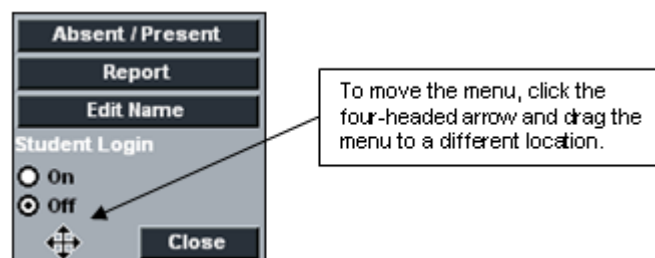 Absent / Present
Report
Edit Name
Student Login
On
Off
Close
To move the menu, click the
four-headed arrow and drag the
menu to a different location.